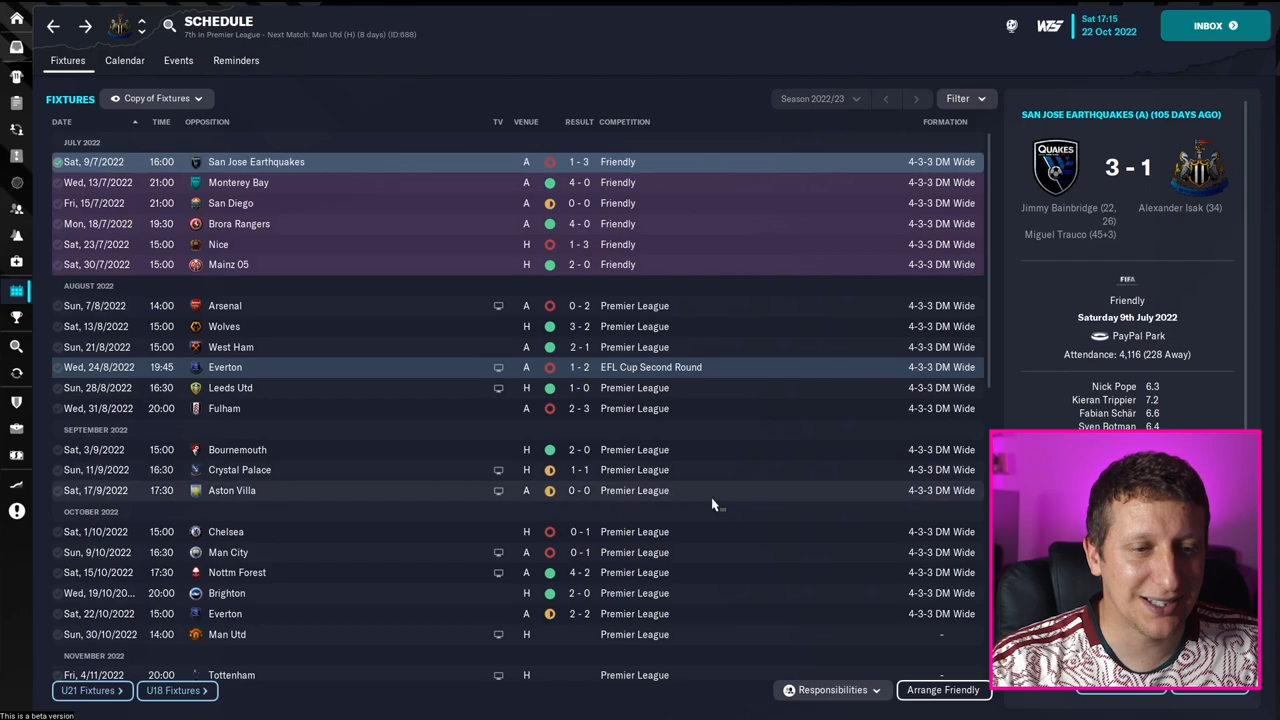 SCHEDULE
7th in Premier League - Next Match: Man Utd (H) (8 days) (ID:688)
Sat 17:15
22 Oct 2022
INBOX
Fixtures Calendar Events Reminders
FIXTURES Copy of Fixtures Season 2022/23 Filter
DATE TIME OPPOSITION TV VENUE RESULT COMPETITION FORMATION
JULY 2022
Sat, 9/7/2022 16:00 San Jose Earthquakes A 1 - 3 Friendly 4-3-3 DM Wide
Wed, 13/7/2022 21:00 Monterey Bay A 4 - 0 Friendly 4-3-3 DM Wide
Fri, 15/7/2022 21:00 San Diego A 0 - 0 Friendly 4-3-3 DM Wide
Mon, 18/7/2022 19:30 Brora Rangers A 4 - 0 Friendly 4-3-3 DM Wide
Sat, 23/7/2022 15:00 Nice H 1 - 3 Friendly 4-3-3 DM Wide
Sat, 30/7/2022 15:00 Mainz 05 H 2 - 0 Friendly 4-3-3 DM Wide
AUGUST 2022
Sun, 7/8/2022 14:00 Arsenal A 0 - 2 Premier League 4-3-3 DM Wide
Sat, 13/8/2022 15:00 Wolves H 3 - 2 Premier League 4-3-3 DM Wide
Sun, 21/8/2022 15:00 West Ham H 2 - 1 Premier League 4-3-3 DM Wide
Wed, 24/8/2022 19:45 Everton A 1 - 2 EFL Cup Second Round 4-3-3 DM Wide
Sun, 28/8/2022 16:30 Leeds Utd H 1 - 0 Premier League 4-3-3 DM Wide
Wed, 31/8/2022 20:00 Fulham A 2 - 3 Premier League 4-3-3 DM Wide
SEPTEMBER 2022
Sat, 3/9/2022 15:00 Bournemouth H 2 - 0 Premier League 4-3-3 DM Wide
Sun, 11/9/2022 16:30 Crystal Palace H 1 - 1 Premier League 4-3-3 DM Wide
Sat, 17/9/2022 17:30 Aston Villa A 0 - 0 Premier League 4-3-3 DM Wide
OCTOBER 2022
Sat, 1/10/2022 15:00 Chelsea H 0 - 1 Premier League 4-3-3 DM Wide
Sun, 9/10/2022 16:30 Man City A 0 - 1 Premier League 4-3-3 DM Wide
Sat, 15/10/2022 17:30 Nottm Forest A 4 - 2 Premier League 4-3-3 DM Wide
Wed, 19/10/20... 20:00 Brighton H 2 - 0 Premier League 4-3-3 DM Wide
Sat, 22/10/2022 15:00 Everton A 2 - 2 Premier League 4-3-3 DM Wide
Sun, 30/10/2022 14:00 Man Utd H Premier League -
NOVEMBER 2022
Fri, 4/11/2022 20:00 Tottenham H Premier League
U21 Fixtures U18 Fixtures Responsibilities Arrange Friendly
This is a beta version
SAN JOSE EARTHQUAKES (A) (105 DAYS AGO)
QUAKES
3 - 1
Jimmy Bainbridge (22, 26) Alexander Isak (34)
Miguel Trauco (45+3)
FIFA
Friendly
Saturday 9th July 2022
PayPal Park
Attendance: 4,116 (228 Away)
Nick Pope 6.3
Kieran Trippier 7.2
Fabian Schär 6.6
Sven Botman 6.4